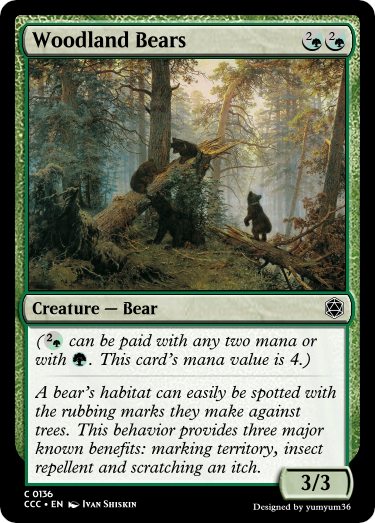 Woodland Bears 2 2
Creature — Bear
(2 can be paid with any two mana or
with . This card's mana value is 4.)
A bear's habitat can easily be spotted with
the rubbing marks they make against
trees. This behavior provides three major
known benefits: marking territory, insect
repellent and scratching an itch.
3/3
C 0136
CCC • EN Ivan Shiskin
Designed by yumyum36